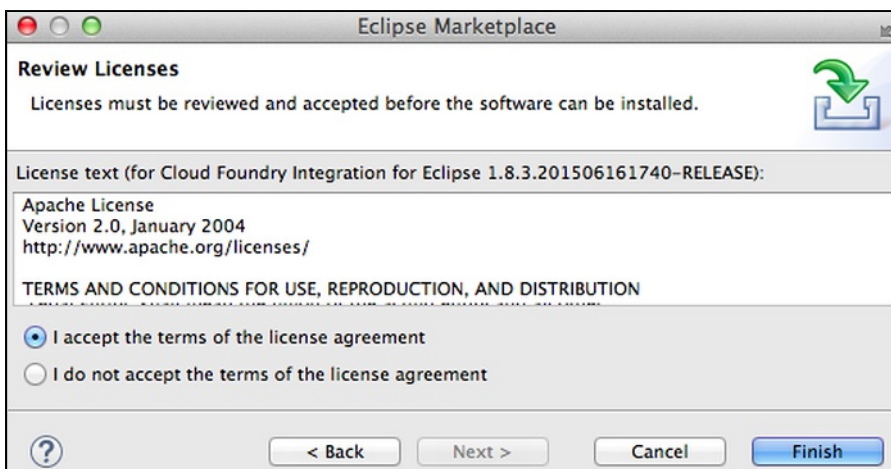 Eclipse Marketplace
Review Licenses
Licenses must be reviewed and accepted before the software can be installed.
License text (for Cloud Foundry Integration for Eclipse 1.8.3.201506161740-RELEASE):
Apache License
Version 2.0, January 2004
http://www.apache.org/licenses/
TERMS AND CONDITIONS FOR USE, REPRODUCTION, AND DISTRIBUTION
I accept the terms of the license agreement
I do not accept the terms of the license agreement
?
< Back
Next >
Cancel
Finish